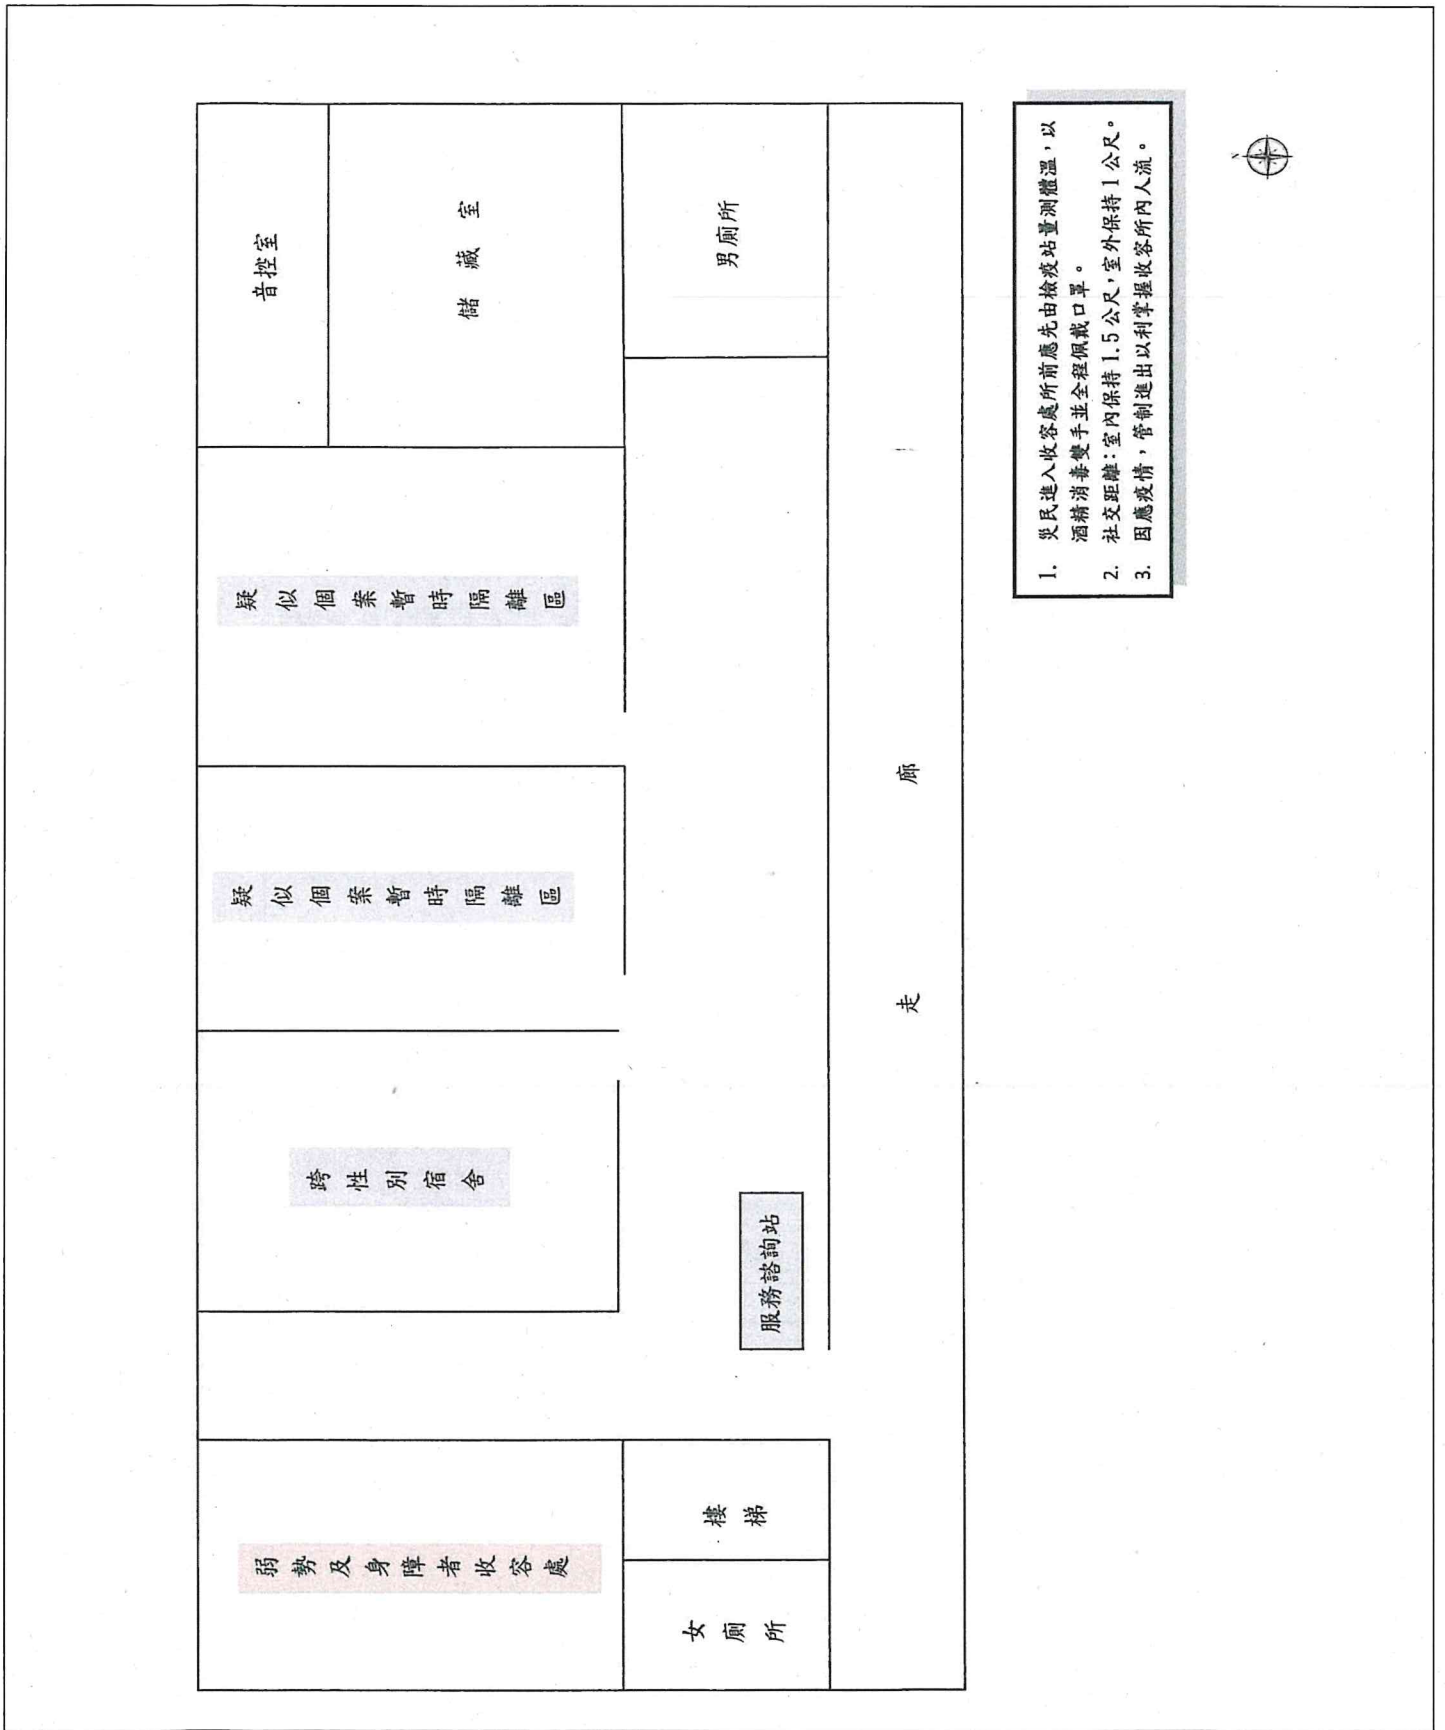 弱勢及身障者收容處
跨性別宿舍
疑似個案暫時隔離區
疑似個案暫時隔離區
音控室
儲藏室
女廁所
樓梯
服務諮詢站
男廁所
走廊
1. 災民進入收容處所前應先由檢疫站量測體溫，以
酒精消毒雙手並全程佩戴口罩。
2. 社交距離：室內保持1.5公尺，室外保持1公尺。
3. 因應疫情，管制進出以利掌握收容所內人流。
N